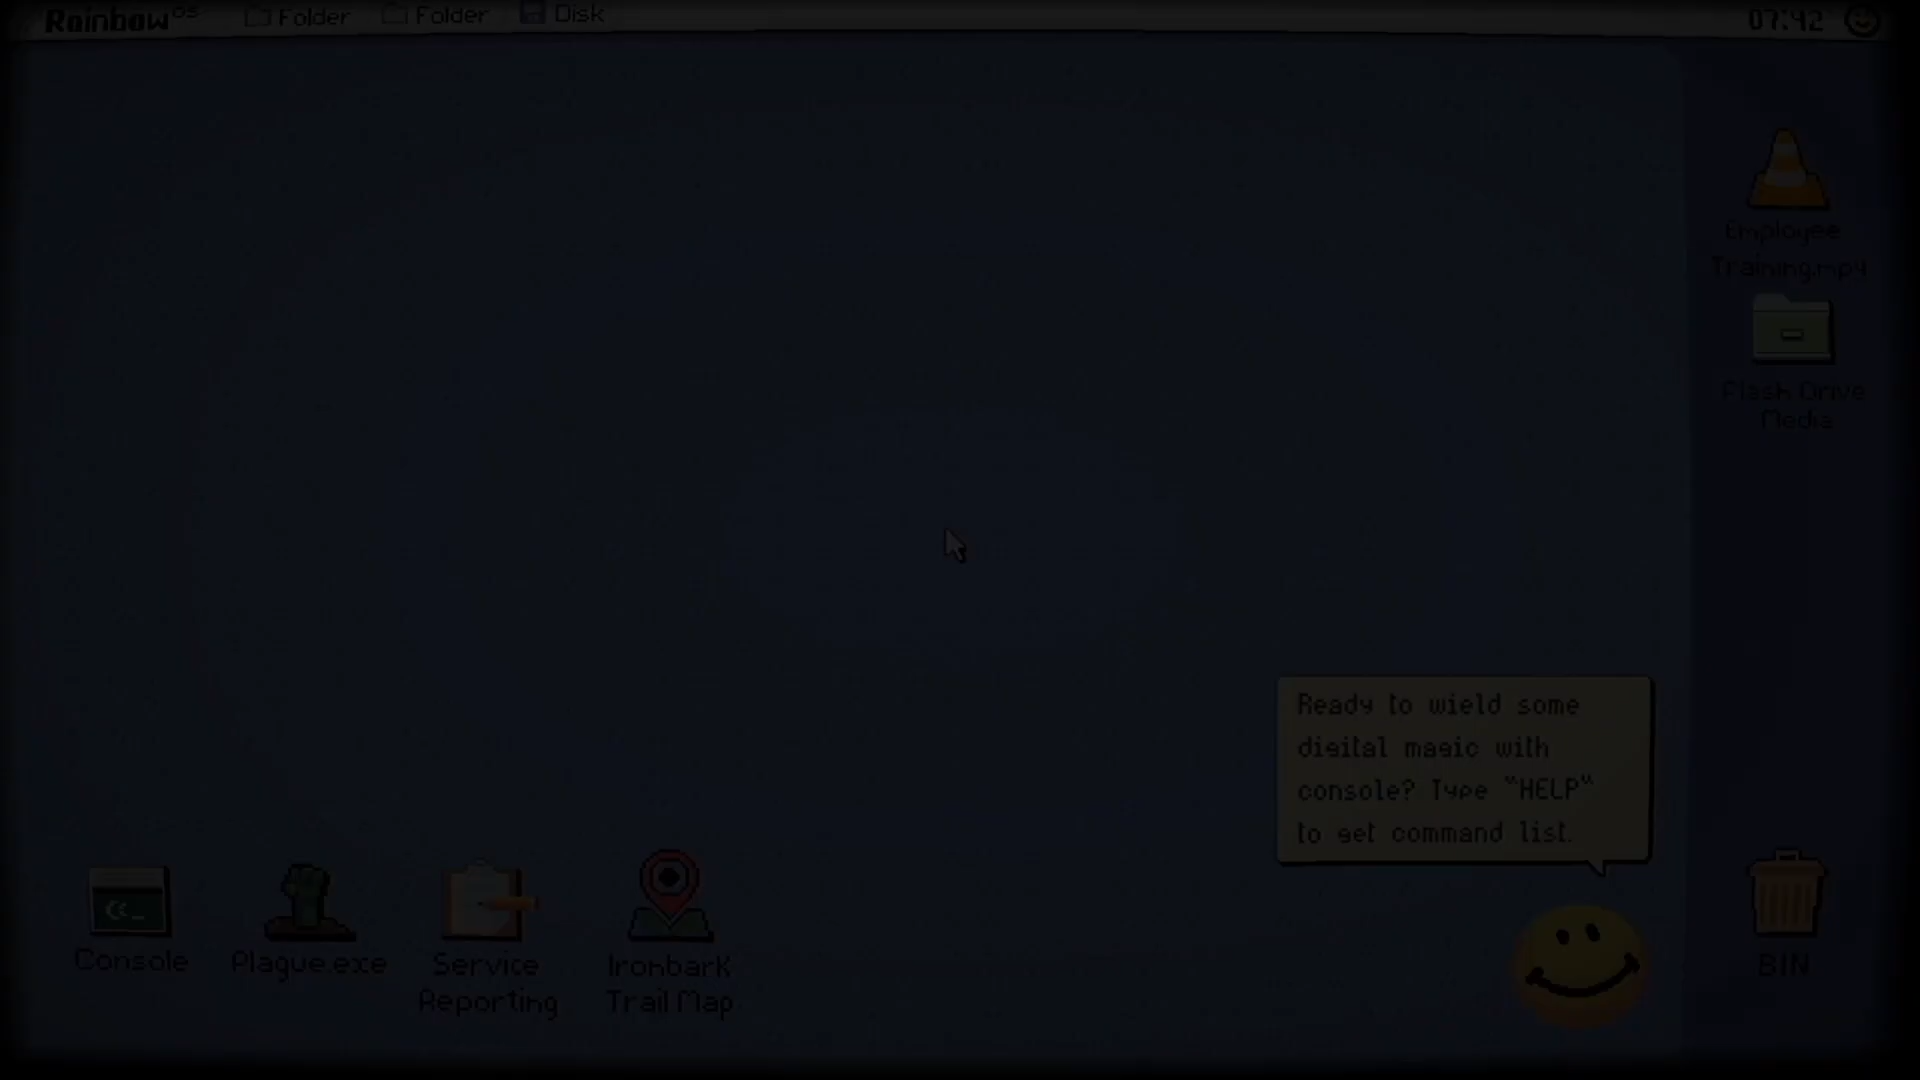 Rainbow OS
Folder
Folder
Disk
07:42
Employee
Training.mp4
Flash Drive
Media
Ready to wield some
digital magic with
console? Type "HELP"
to get command list.
Console
Plague.exe
Service
Reporting
Ironbark
Trail Map
BIN